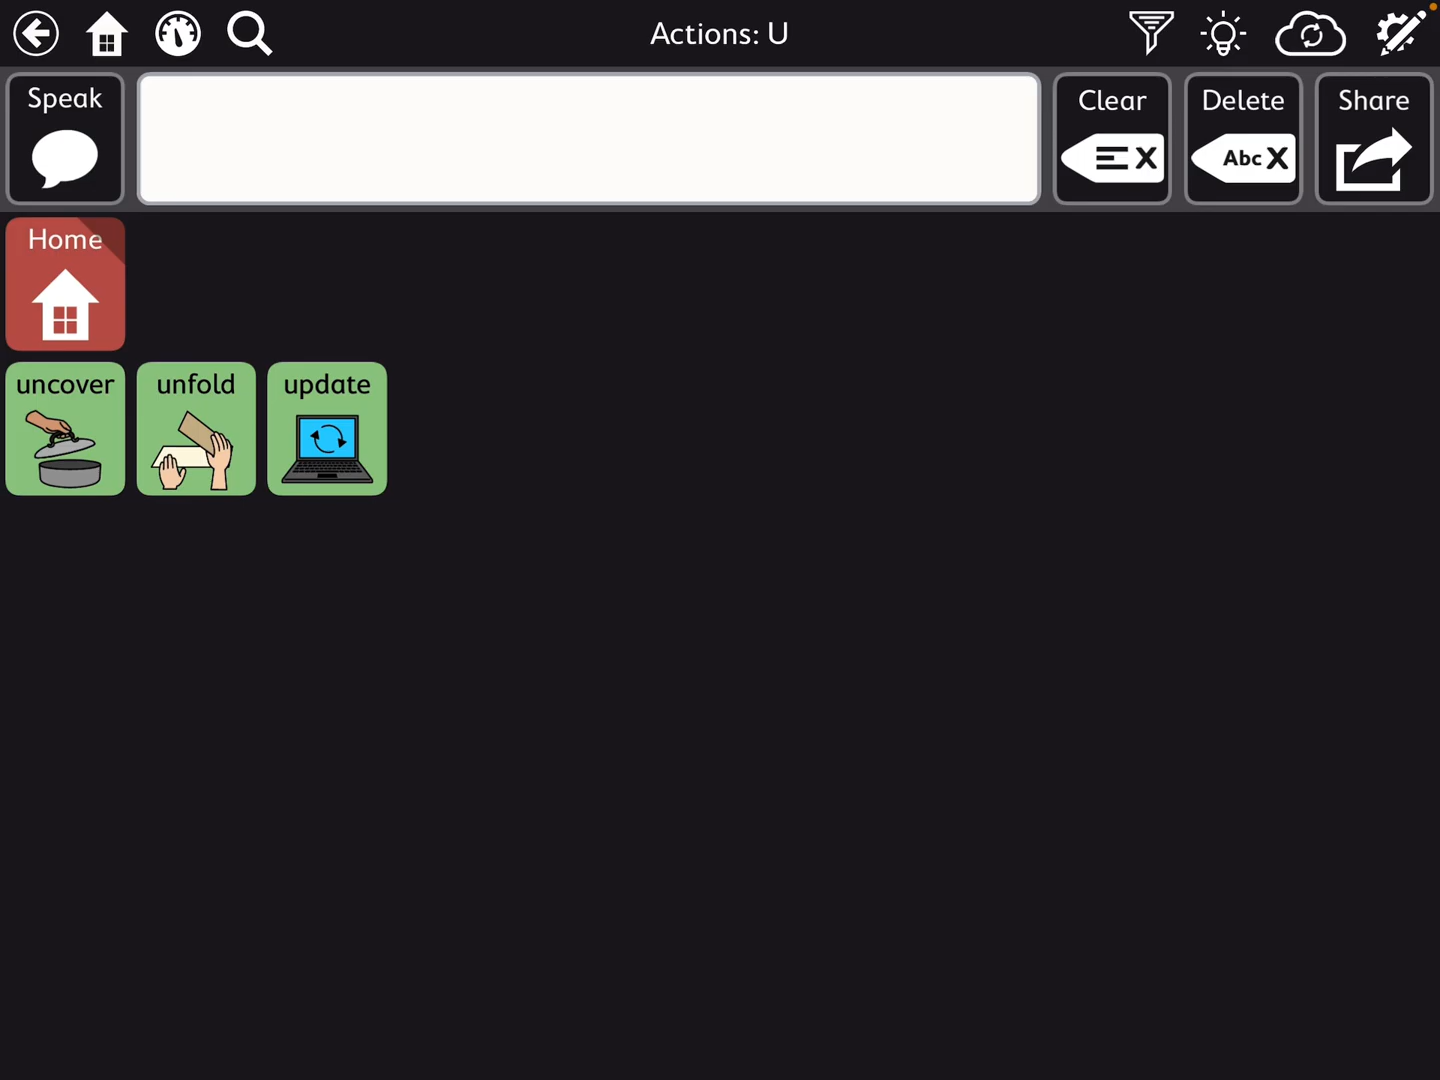 Actions: U
Speak
Clear
Delete
Share
Abc X
Home
uncover
unfold
update